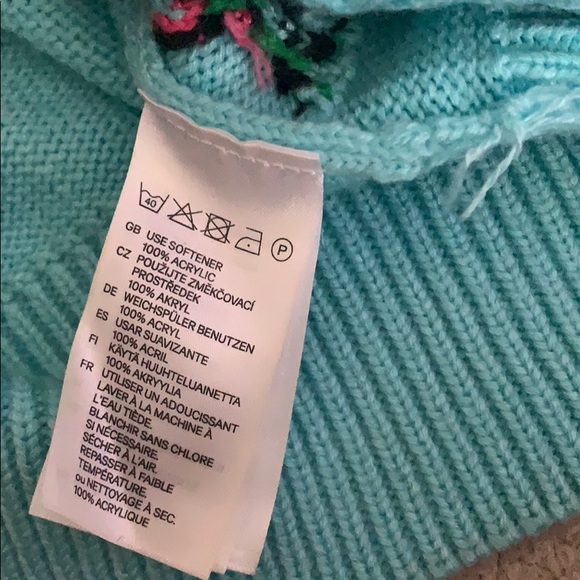 40 P
GB USE SOFTENER
100% ACRYLIC
CZ POUŽIJTE ZMĚKČOVACÍ
PROSTŘEDEK
100% AKRYL
DE WEICHSPÜLER BENUTZEN
100% ACRYL
ES USAR SUAVIZANTE
100% ACRIL
FI KÄYTÄ HUUHTELUAINETTA
100% AKRYYLIA
FR UTILISER UN ADOUCISSANT
LAVER À LA MACHINE À
L'EAU TIÈDE.
BLANCHIR SANS CHLORE
SI NÉCESSAIRE.
SÉCHER À L'AIR.
REPASSER À FAIBLE
TEMPÉRATURE.
OU NETTOYAGE À SEC.
100% ACRYLIQUE